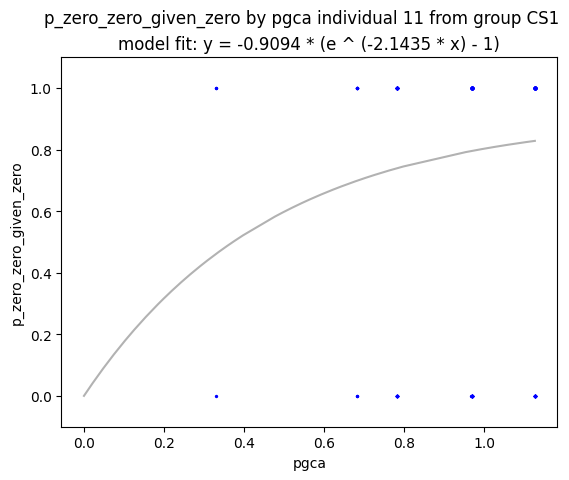 p_zero_zero_given_zero by pgca individual 11 from group CS1
model fit: y = -0.9094 * (e ^ (-2.1435 * x) - 1)
1.0
0.8
0.6
0.4
0.2
0.0
p_zero_zero_given_zero
0.0 0.2 0.4 0.6 0.8 1.0
pgca